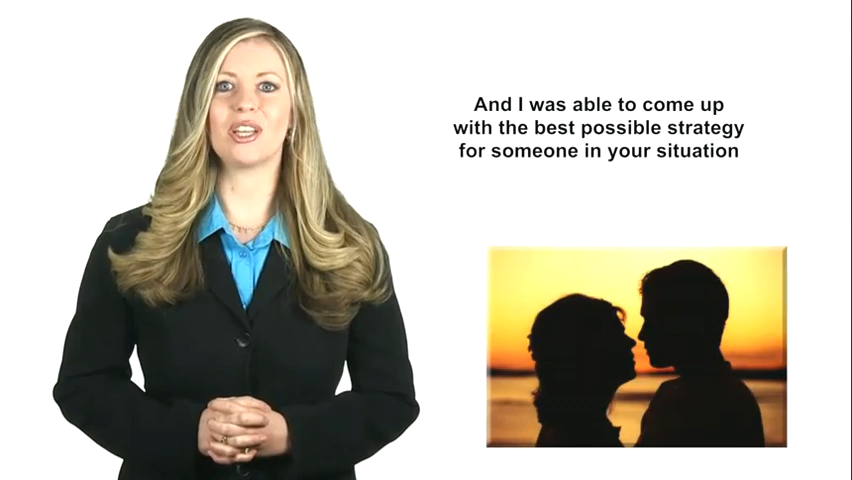 And I was able to come up
with the best possible strategy
for someone in your situation